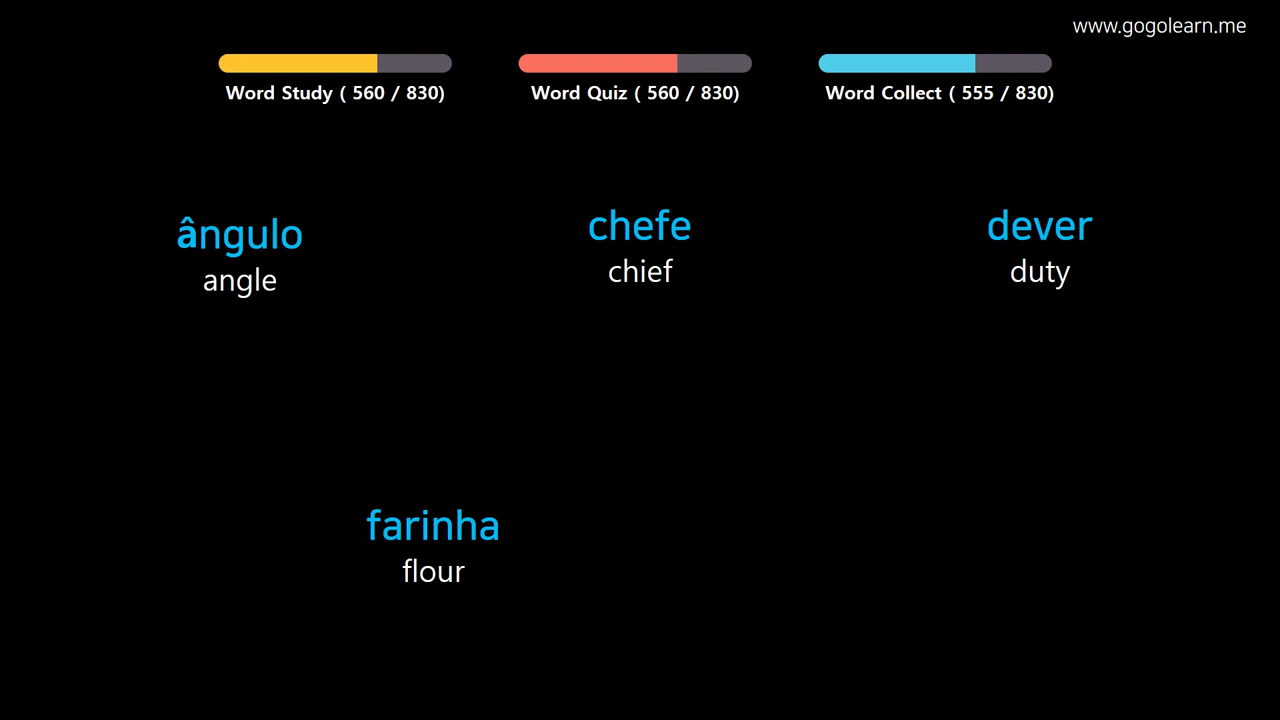 www.gogolearn.me
Word Study ( 560 / 830)
Word Quiz ( 560 / 830)
Word Collect ( 555 / 830)
ângulo
angle
chefe
chief
dever
duty
farinha
flour